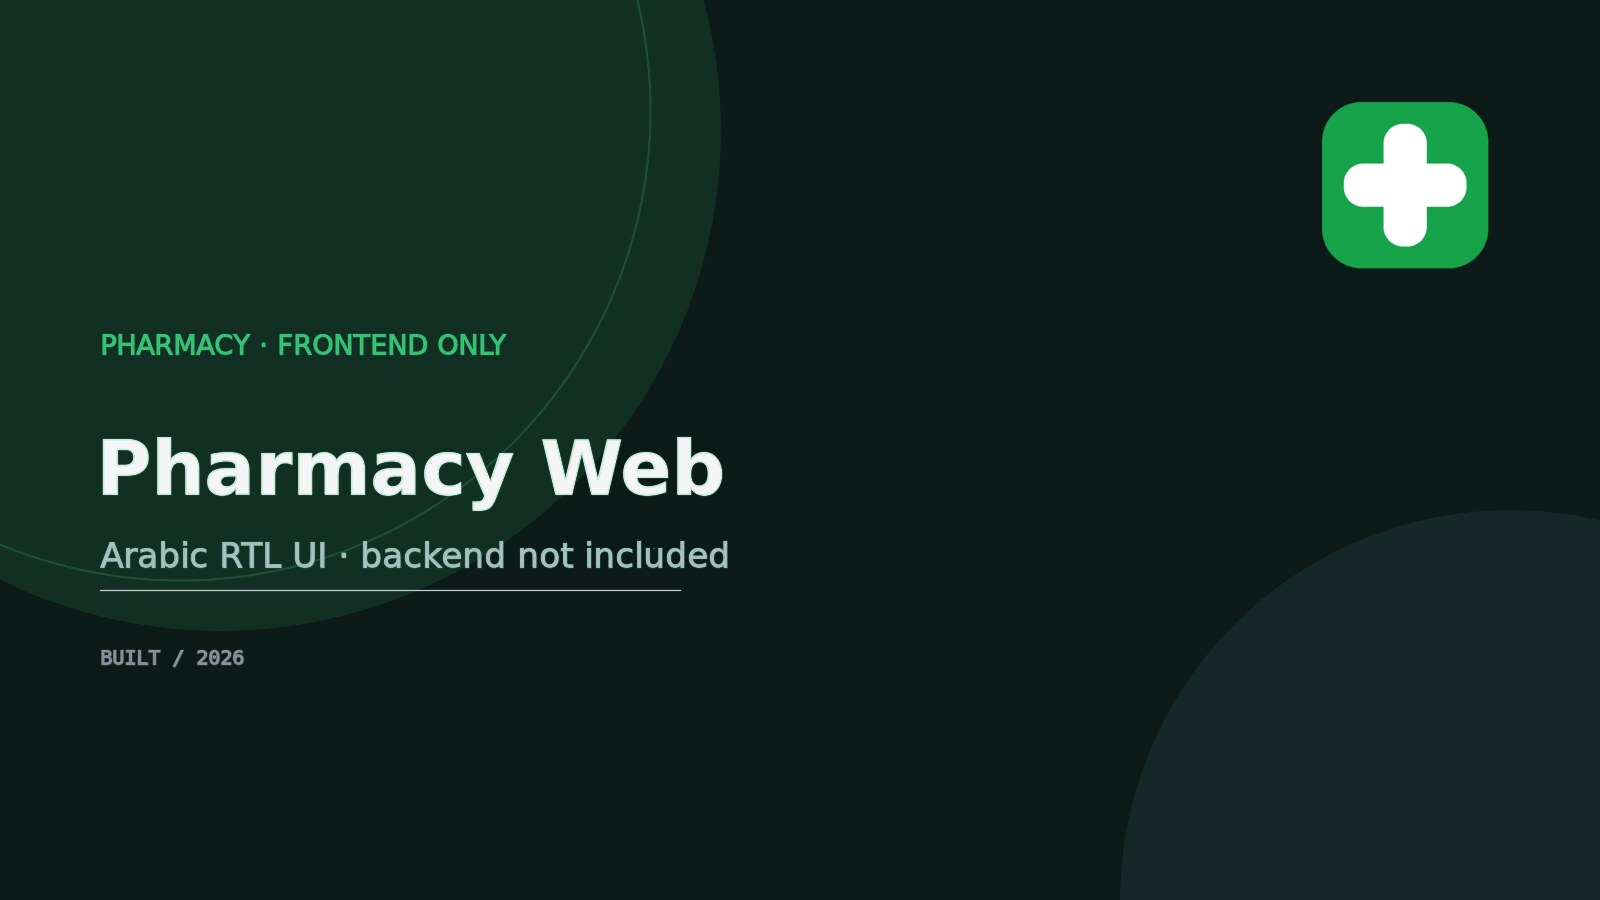 PHARMACY · FRONTEND ONLY
Pharmacy Web
Arabic RTL UI · backend not included
BUILT / 2026